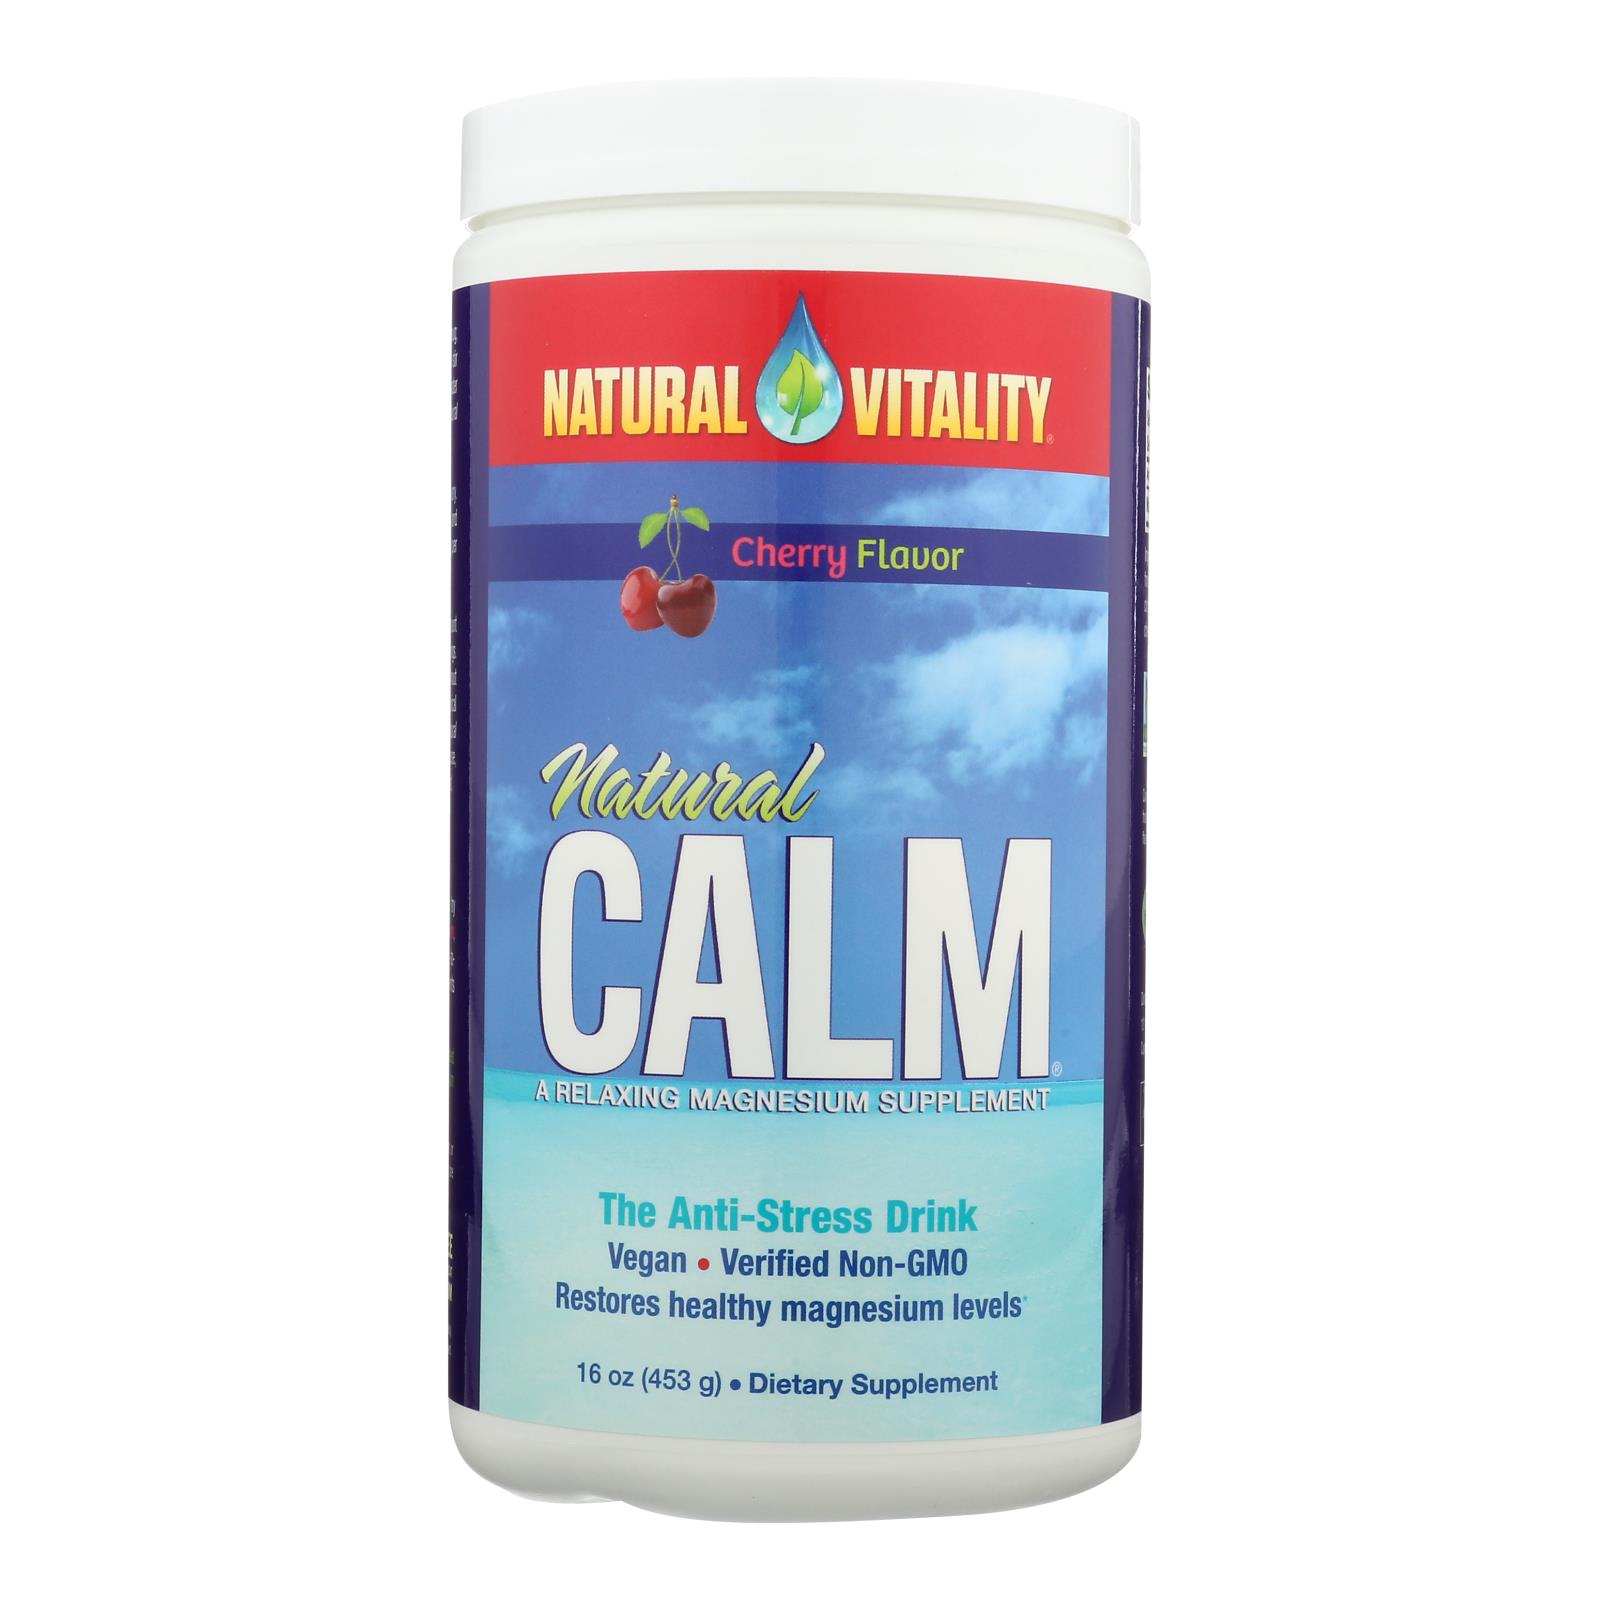 NATURAL VITALITY®
Cherry Flavor
Natural
CALM®
A RELAXING MAGNESIUM SUPPLEMENT
The Anti-Stress Drink
Vegan • Verified Non-GMO
Restores healthy magnesium levels*
16 oz (453 g) • Dietary Supplement